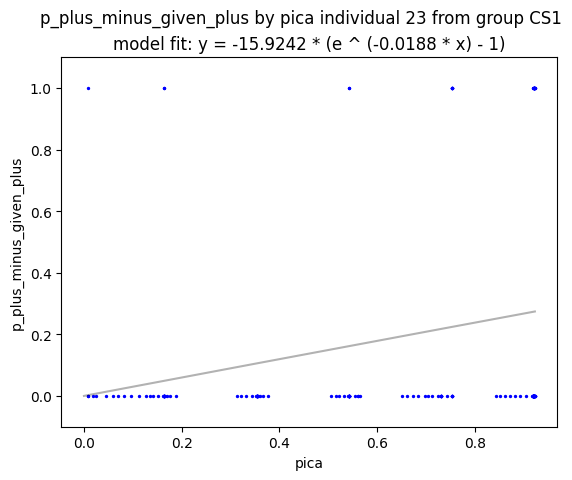 p_plus_minus_given_plus by pica individual 23 from group CS1
model fit: y = -15.9242 * (e ^ (-0.0188 * x) - 1)
1.0
0.8
0.6
0.4
0.2
0.0
p_plus_minus_given_plus
0.0 0.2 0.4 0.6 0.8
pica